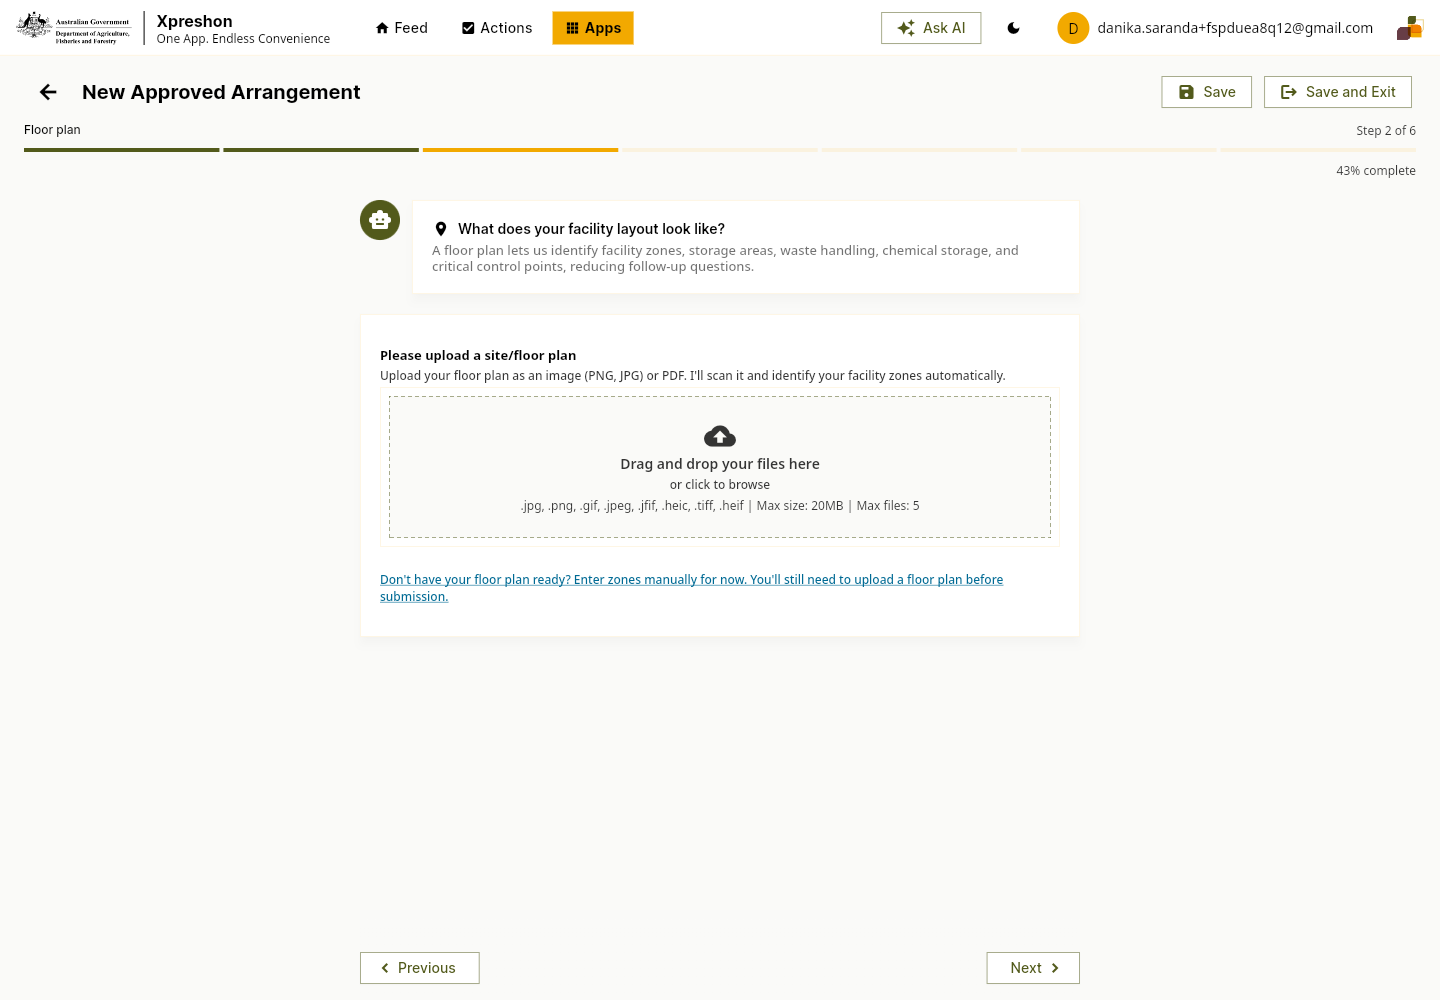 Australian Government
Department of Agriculture,
Fisheries and Forestry
Xpreshon
One App. Endless Convenience
Feed
Actions
Apps
Ask AI
D
danika.saranda+fspduea8q12@gmail.com
New Approved Arrangement
Save
Save and Exit
Floor plan
Step 2 of 6
43% complete
What does your facility layout look like?
A floor plan lets us identify facility zones, storage areas, waste handling, chemical storage, and
critical control points, reducing follow-up questions.
Please upload a site/floor plan
Upload your floor plan as an image (PNG, JPG) or PDF. I'll scan it and identify your facility zones automatically.
Drag and drop your files here
or click to browse
.jpg, .png, .gif, .jpeg, .jfif, .heic, .tiff, .heif | Max size: 20MB | Max files: 5
Don't have your floor plan ready? Enter zones manually for now. You'll still need to upload a floor plan before
submission.
Previous
Next